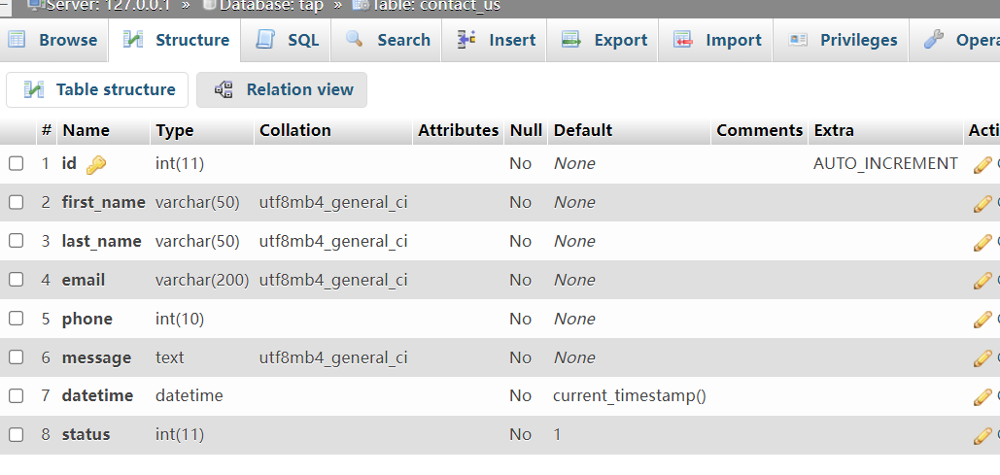 Server: 127.0.0.1 » Database: tap » Table: contact_us
Browse Structure SQL Search Insert Export Import Privileges Opera
Table structure Relation view
# Name Type Collation Attributes Null Default Comments Extra Acti
1 id int(11) No None AUTO_INCREMENT
2 first_name varchar(50) utf8mb4_general_ci No None
3 last_name varchar(50) utf8mb4_general_ci No None
4 email varchar(200) utf8mb4_general_ci No None
5 phone int(10) No None
6 message text utf8mb4_general_ci No None
7 datetime datetime No current_timestamp()
8 status int(11) No 1